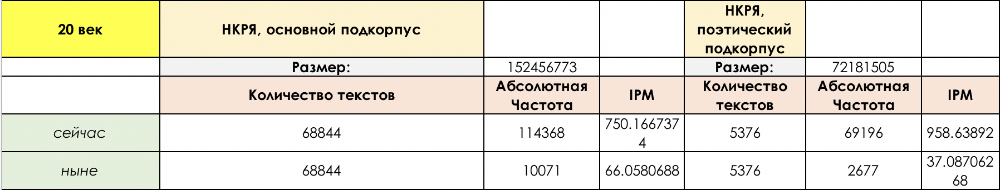 20 век НКРЯ, основной подкорпус НКРЯ,
поэтический
подкорпус
Размер: 152456773 Размер: 72181505
Количество текстов Абсолютная Частота IPM Количество текстов Абсолютная Частота IPM
сейчас 68844 114368 750.1667374 5376 69196 958.63892
ныне 68844 10071 66.0580688 5376 2677 37.08706268